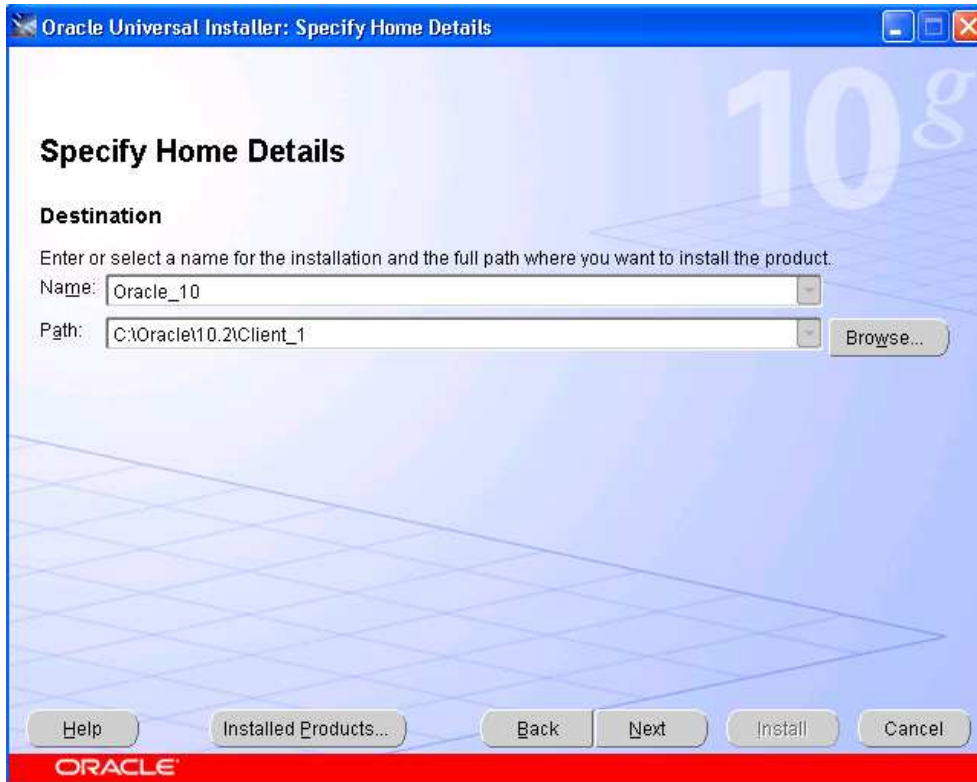 Oracle Universal Installer: Specify Home Details
10g
Specify Home Details
Destination
Enter or select a name for the installation and the full path where you want to install the product.
Name: Oracle_10
Path: C:\Oracle\10.2\Client_1 Browse...
Help Installed Products... Back Next Install Cancel
ORACLE